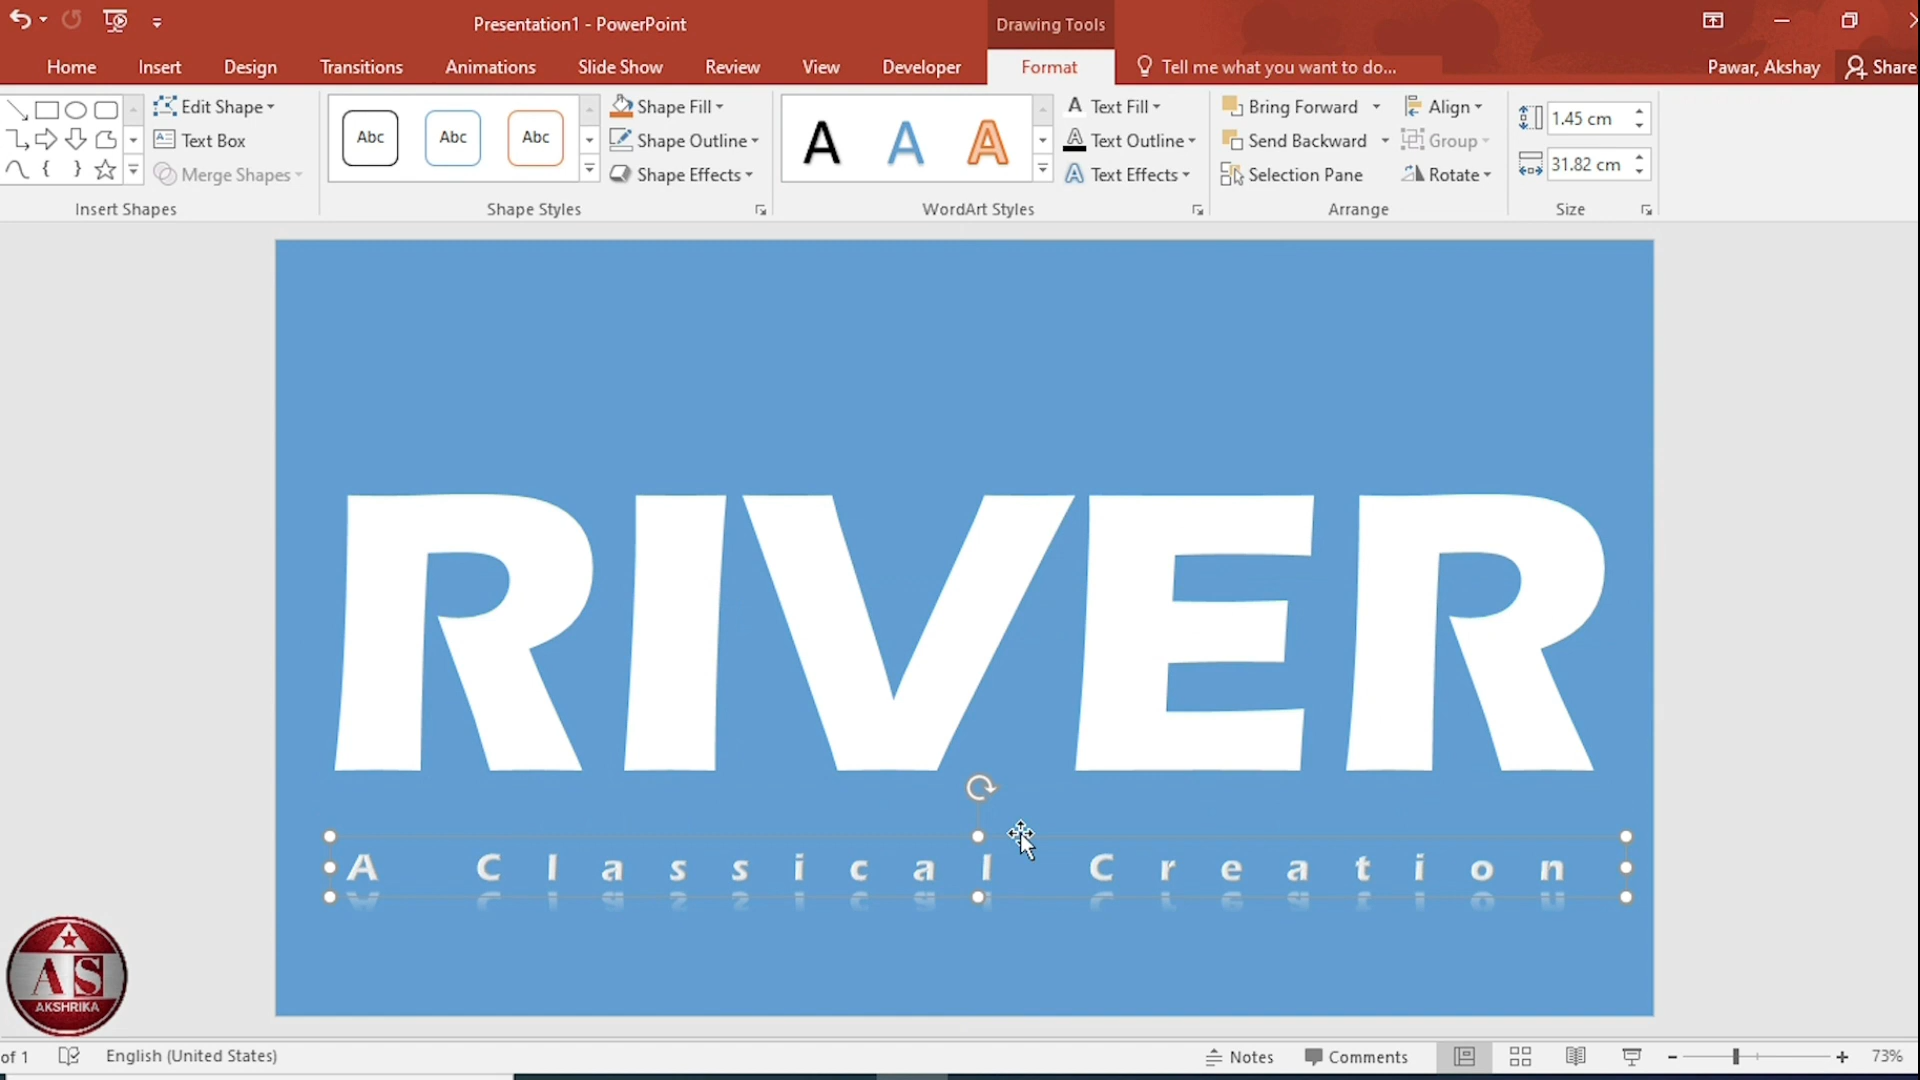 Presentation1 - PowerPoint
Drawing Tools
Home Insert Design Transitions Animations Slide Show Review View Developer Format Tell me what you want to do... Pawar, Akshay Share
Edit Shape
Text Box
Merge Shapes
Insert Shapes
Abc Abc Abc
Shape Fill
Shape Outline
Shape Effects
Shape Styles
A A A
Text Fill
Text Outline
Text Effects
WordArt Styles
Bring Forward
Send Backward
Selection Pane
Align
Group
Rotate
Arrange
1.45 cm
31.82 cm
Size
RIVER
A Classical Creation
AS
AKSHRIKA
of 1 English (United States) Notes Comments 73%